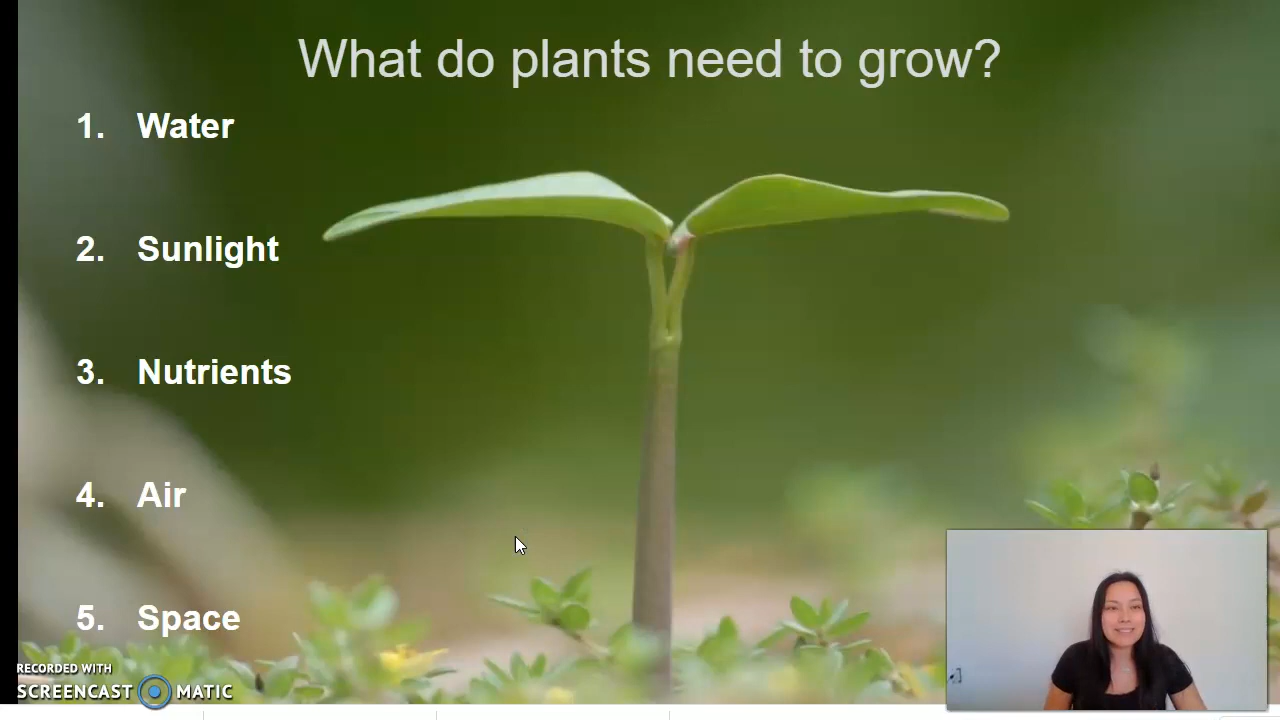 What do plants need to grow?
1. Water
2. Sunlight
3. Nutrients
4. Air
5. Space
RECORDED WITH
SCREENCAST MATIC